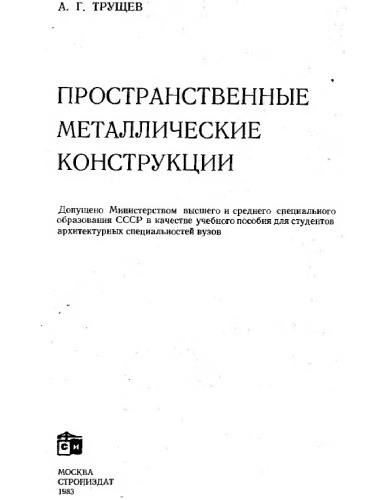 А. Г. ТРУЩЕВ
ПРОСТРАНСТВЕННЫЕ
МЕТАЛЛИЧЕСКИЕ
КОНСТРУКЦИИ
Допущено Министерством высшего и среднего специального
образования СССР в качестве учебного пособия для студентов
архитектурных специальностей вузов
С И
МОСКВА
СТРОЙИЗДАТ
1983